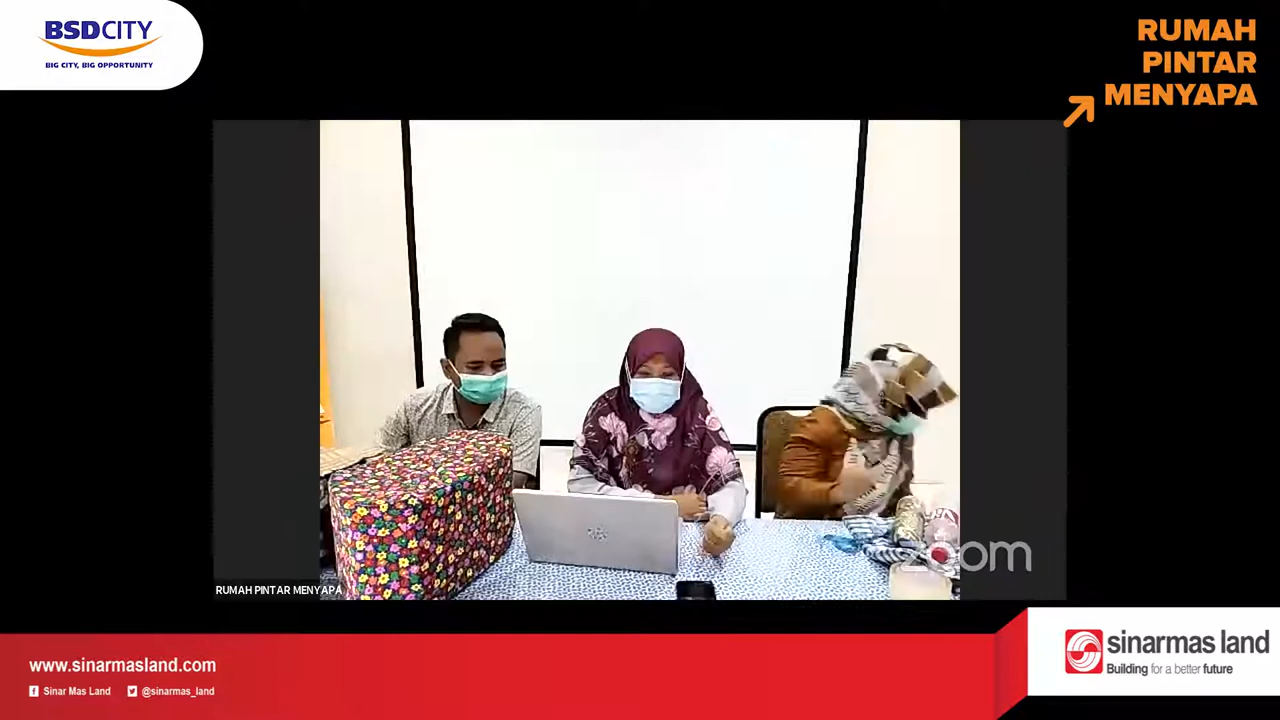 BSDCITY
BIG CITY, BIG OPPORTUNITY
RUMAH
PINTAR
MENYAPA
zoom
RUMAH PINTAR MENYAPA
www.sinarmasland.com
Sinar Mas Land
@sinarmas_land
sinarmas land
Building for a better future